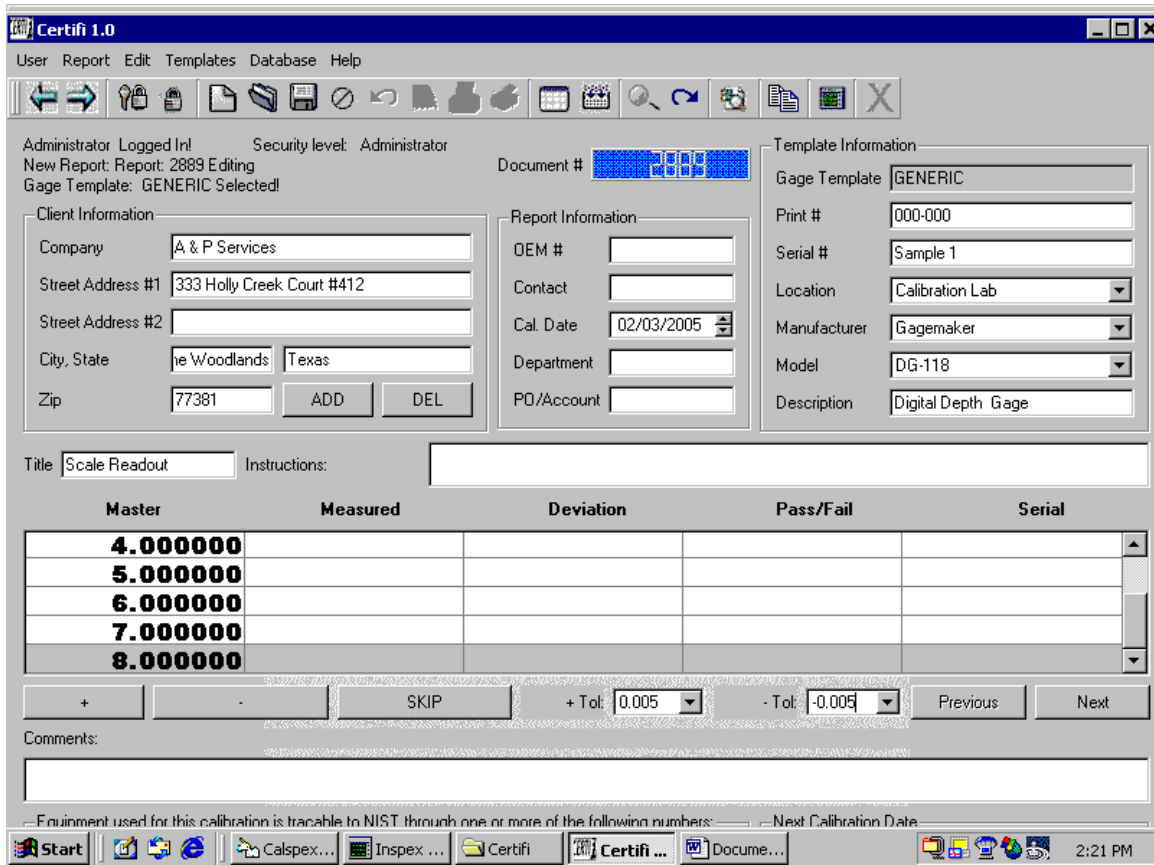 Certifi 1.0
User Report Edit Templates Database Help
Administrator Logged In! Security level: Administrator
New Report: Report: 2889 Editing
Gage Template: GENERIC Selected!
Document # 2889
Client Information
Company A & P Services
Street Address #1 333 Holly Creek Court #412
Street Address #2
City, State he Woodlands Texas
Zip 77381 ADD DEL
Report Information
OEM #
Contact
Cal. Date 02/03/2005
Department
PO/Account
Template Information
Gage Template GENERIC
Print # 000-000
Serial # Sample 1
Location Calibration Lab
Manufacturer Gagemaker
Model DG-118
Description Digital Depth Gage
Title Scale Readout Instructions:
Master Measured Deviation Pass/Fail Serial
4.000000
5.000000
6.000000
7.000000
8.000000
+ - SKIP + Tol: 0.005 - Tol: -0.005 Previous Next
Comments:
Equipment used for this calibration is tracable to NIST through one or more of the following numbers: Next Calibration Date
Start Calspex... Inspex ... Certifi Certifi ... Docume... 2:21 PM